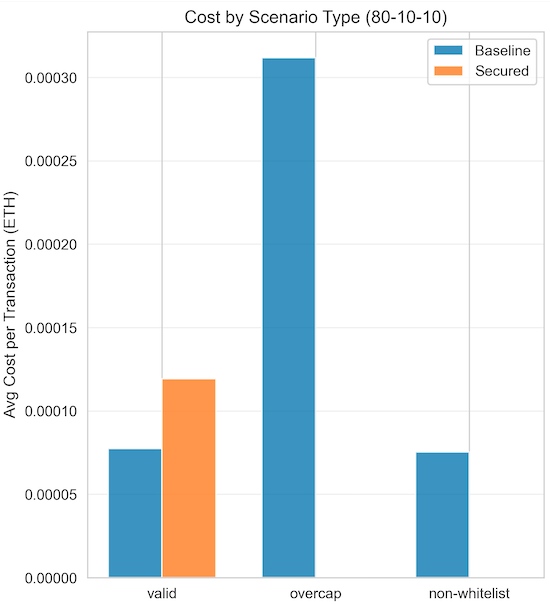 Cost by Scenario Type (80-10-10)
Baseline
Secured
Avg Cost per Transaction (ETH)
0.00030
0.00025
0.00020
0.00015
0.00010
0.00005
0.00000
valid overcap non-whitelist